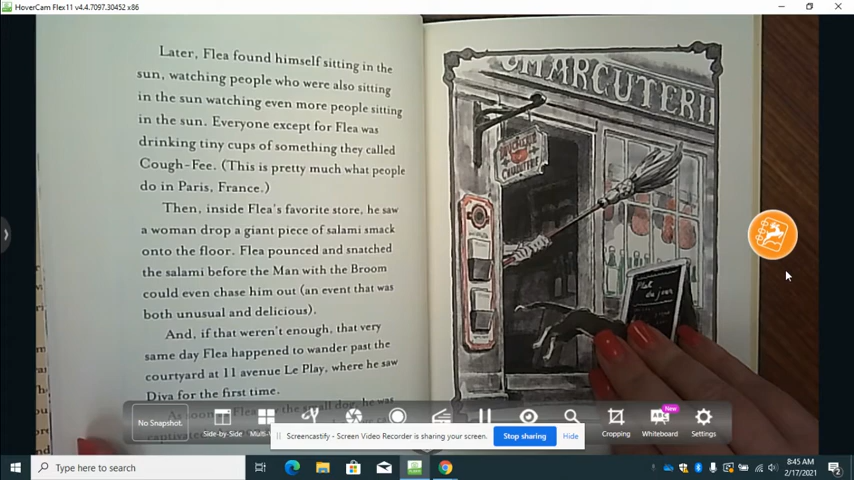 HoverCam Flex11 v4.4.7097.30452 x86
Later, Flea found himself sitting in the
sun, watching people who were also sitting
in the sun watching even more people sitting
in the sun. Everyone except for Flea was
drinking tiny cups of something they called
Cough-Fee. (This is pretty much what people
do in Paris, France.)
Then, inside Flea's favorite store, he saw
a woman drop a giant piece of salami smack
onto the floor. Flea pounced and snatched
the salami before the Man with the Broom
could even chase him out (an event that was
both unusual and delicious).
And, if that weren't enough, that very
same day Flea happened to wander past the
courtyard at 11 avenue Le Play, where he saw
Diva for the first time.
CHARCUTERIE
Plat
du jour
No Snapshot.
Side-by-Side
Cropping
New
ABC
Whiteboard
Settings
Screencastify - Screen Video Recorder is sharing your screen.
Stop sharing
Hide
Type here to search
8:45 AM
2/17/2021